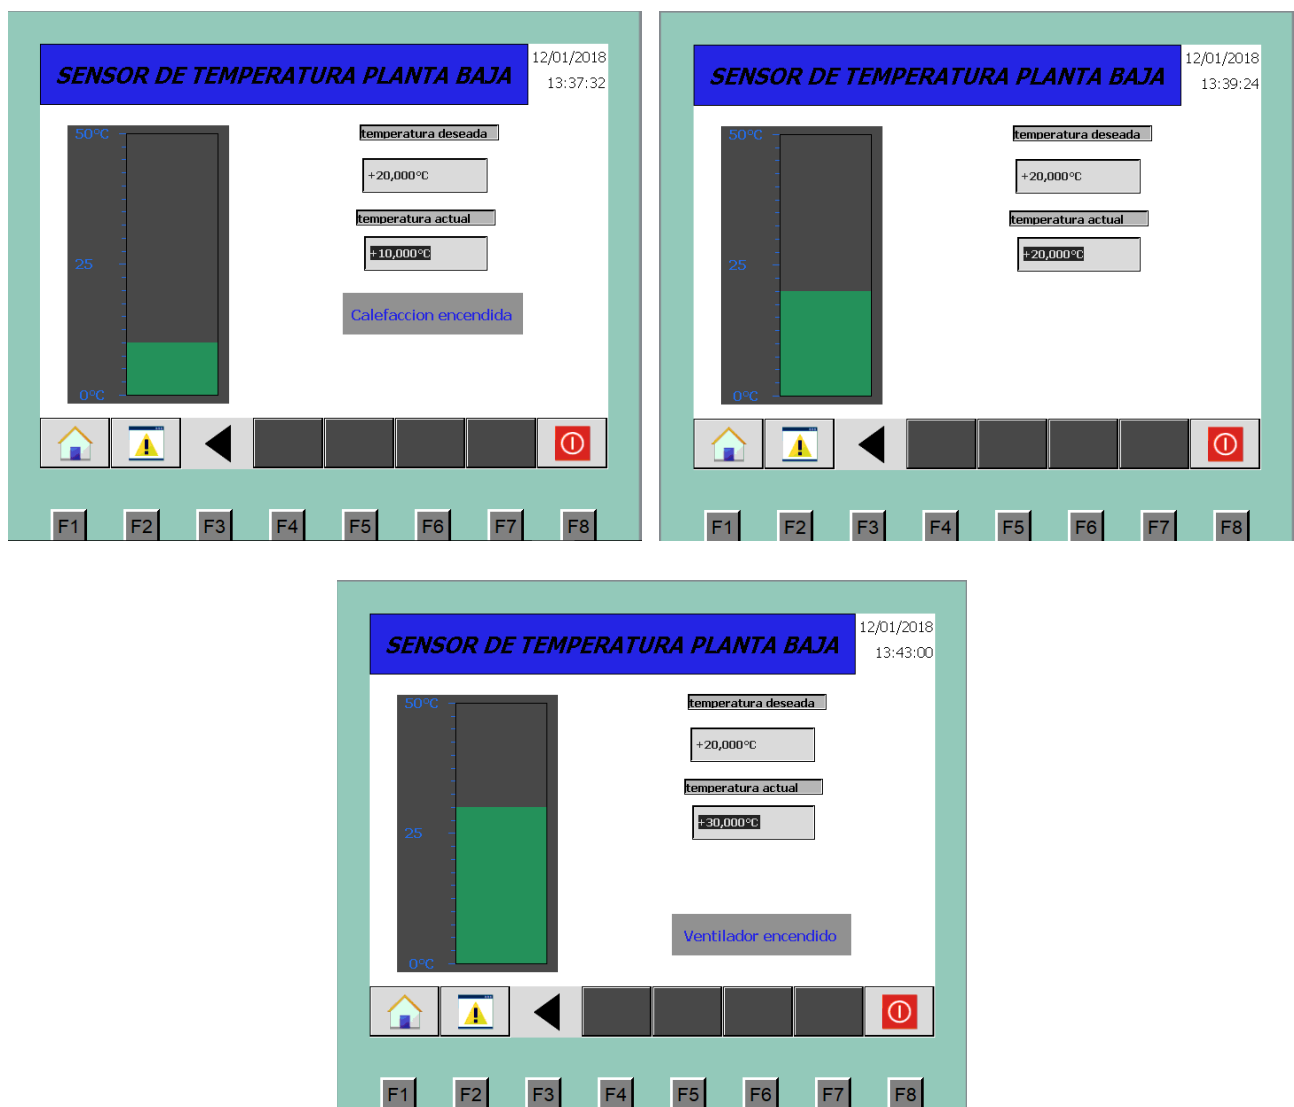 SENSOR DE TEMPERATURA PLANTA BAJA
12/01/2018
13:37:32
50°C
25
0°C
temperatura deseada
+20,000°C
temperatura actual
+10,000°C
Calefaccion encendida
F1 F2 F3 F4 F5 F6 F7 F8
SENSOR DE TEMPERATURA PLANTA BAJA
12/01/2018
13:39:24
50°C
25
0°C
temperatura deseada
+20,000°C
temperatura actual
+20,000°C
F1 F2 F3 F4 F5 F6 F7 F8
SENSOR DE TEMPERATURA PLANTA BAJA
12/01/2018
13:43:00
50°C
25
0°C
temperatura deseada
+20,000°C
temperatura actual
+30,000°C
Ventilador encendido
F1 F2 F3 F4 F5 F6 F7 F8